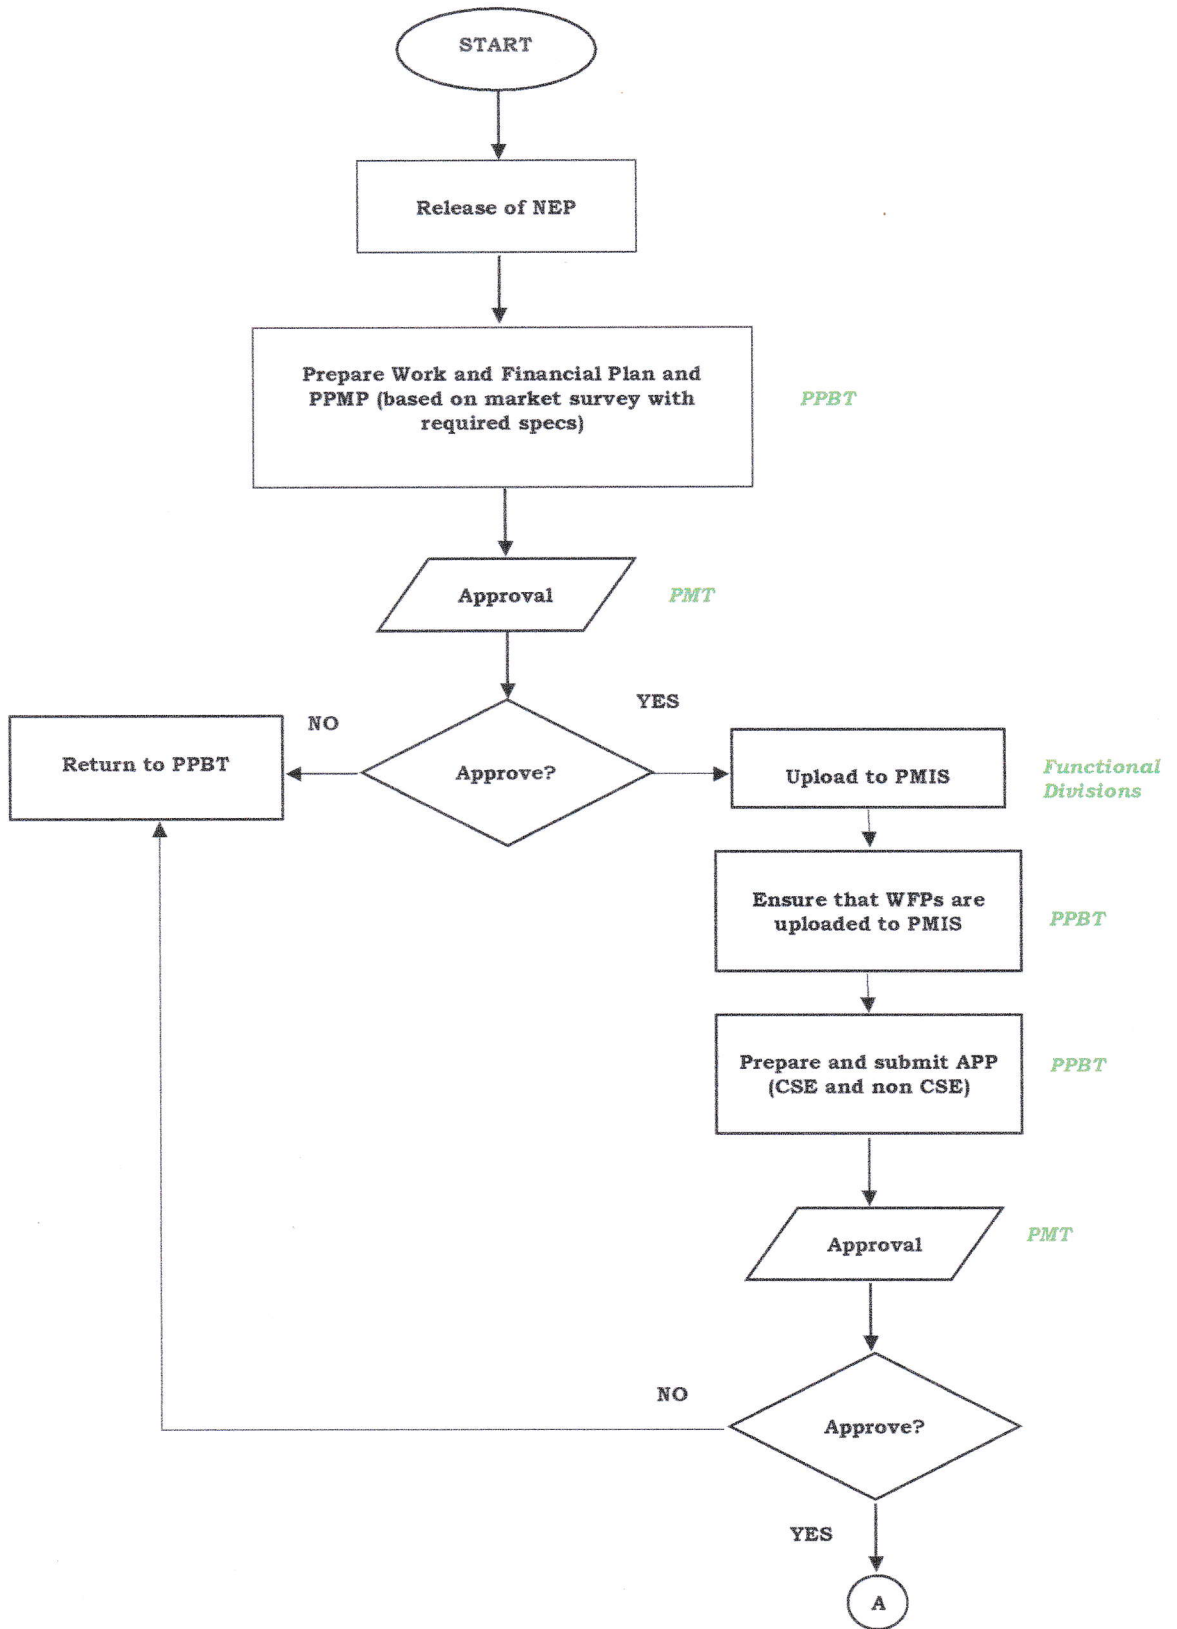 START
Release of NEP
Prepare Work and Financial Plan and
PPMP (based on market survey with
required specs)
PPBT
Approval
PMT
YES
NO
Return to PPBT
Approve?
Upload to PMIS
Functional
Divisions
Ensure that WFPs are
uploaded to PMIS
PPBT
Prepare and submit APP
(CSE and non CSE)
PPBT
Approval
PMT
NO
Approve?
YES
A